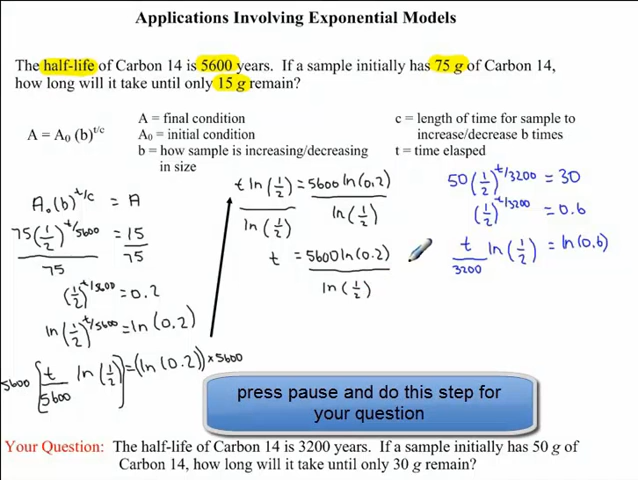 Applications Involving Exponential Models
The half-life of Carbon 14 is 5600 years. If a sample initially has 75 g of Carbon 14,
how long will it take until only 15 g remain?
A = A₀ (b)^t/c
A = final condition
A₀ = initial condition
b = how sample is increasing/decreasing
in size
c = length of time for sample to
increase/decrease b times
t = time elasped
A₀(b)^t/c = A
75(1/2)^t/5600 = 15
75 75
(1/2)^t/5600 = 0.2
ln(1/2)^t/5600 = ln(0.2)
5600[t/5600 ln(1/2)] = (ln(0.2)) × 5600
t ln(1/2) = 5600 ln(0.2)
ln(1/2) ln(1/2)
t = 5600 ln(0.2)
ln(1/2)
50(1/2)^t/3200 = 30
(1/2)^t/3200 = 0.6
t/3200 ln(1/2) = ln(0.6)
press pause and do this step for
your question
Your Question: The half-life of Carbon 14 is 3200 years. If a sample initially has 50 g of
Carbon 14, how long will it take until only 30 g remain?